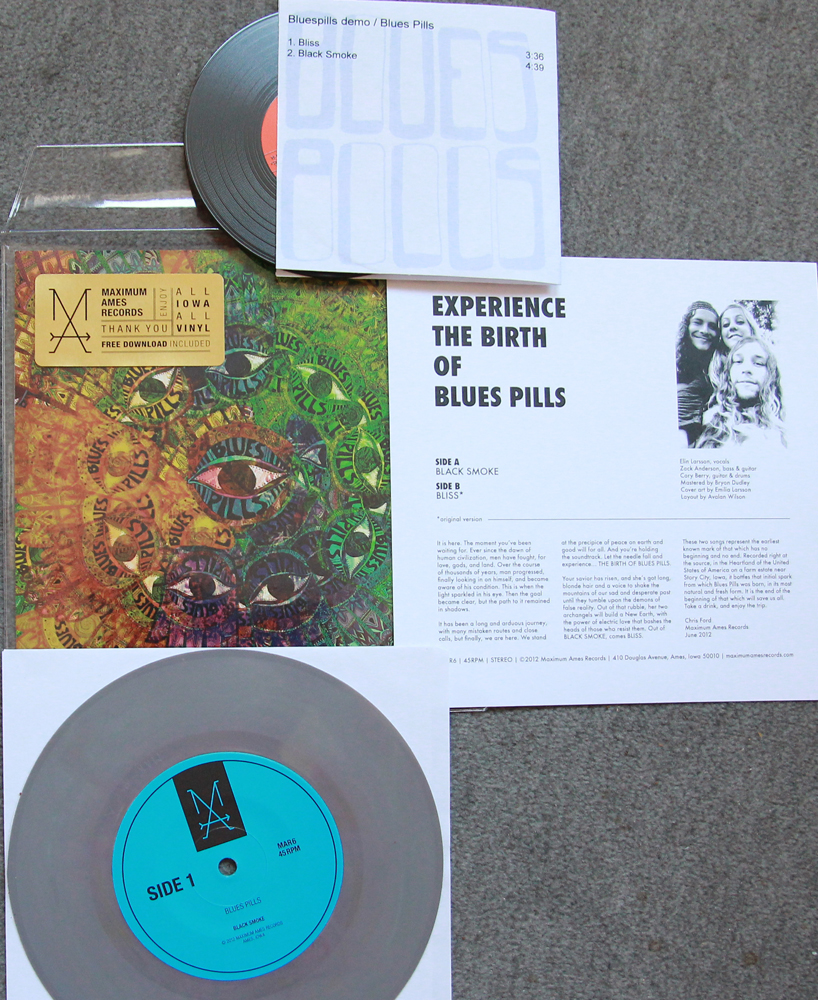 Bluespills demo / Blues Pills
1. Bliss 3:36
2. Black Smoke 4:39
BLUES
PILLS
MAXIMUM
AMES
RECORDS
ENJOY
ALL
IOWA
ALL
VINYL
THANK YOU
FREE DOWNLOAD INCLUDED
BLUES
PILLS
BLUES
PILLS
BLUES
PILLS
BLUES
PILLS
EXPERIENCE
THE BIRTH
OF
BLUES PILLS
SIDE A
BLACK SMOKE
SIDE B
BLISS*
*original version
Elin Larsson, vocals
Zack Anderson, bass & guitar
Cory Berry, guitar & drums
Mastered by Bryon Dudley
Cover art by Emilia Larsson
Layout by Avalon Wilson
It is here. The moment you've been
waiting for. Ever since the dawn of
human civilization, men have fought, for
love, gods, and land. Over the course
of thousands of years, man progressed,
finally looking in on himself, and became
aware of his condition. This is when the
light sparkled in his eye. Then the goal
became clear, but the path to it remained
in shadows.
It has been a long and arduous journey,
with many mistaken routes and close
calls, but finally, we are here. We stand
at the precipice of peace on earth and
good will for all. And you're holding
the soundtrack. Let the needle fall and
experience... THE BIRTH OF BLUES PILLS.
Your savior has risen, and she's got long,
blonde hair and a voice to shake the
mountains of our sad and desperate past
until they tumble upon the demons of
false reality. Out of that rubble, her two
archangels will build a New Earth, with
the power of electric love that bashes the
heads of those who resist them. Out of
BLACK SMOKE, comes BLISS.
These two songs represent the earliest
known mark of that which has no
beginning and no end. Recorded right at
the source, in the Heartland of the United
States of America on a farm estate near
Story City, Iowa, it bottles that initial spark
from which Blues Pills was born, in its most
natural and fresh form. It is the end of the
beginning of that which will save us all.
Take a drink, and enjoy the trip.
Chris Ford
Maximum Ames Records
June 2012
R6 | 45RPM | STEREO | ©2012 Maximum Ames Records | 410 Douglas Avenue, Ames, Iowa 50010 | maximumamesrecords.com
MAR6
45RPM
SIDE 1
BLUES PILLS
BLACK SMOKE
℗ 2012 MAXIMUM AMES RECORDS
AMES, IOWA